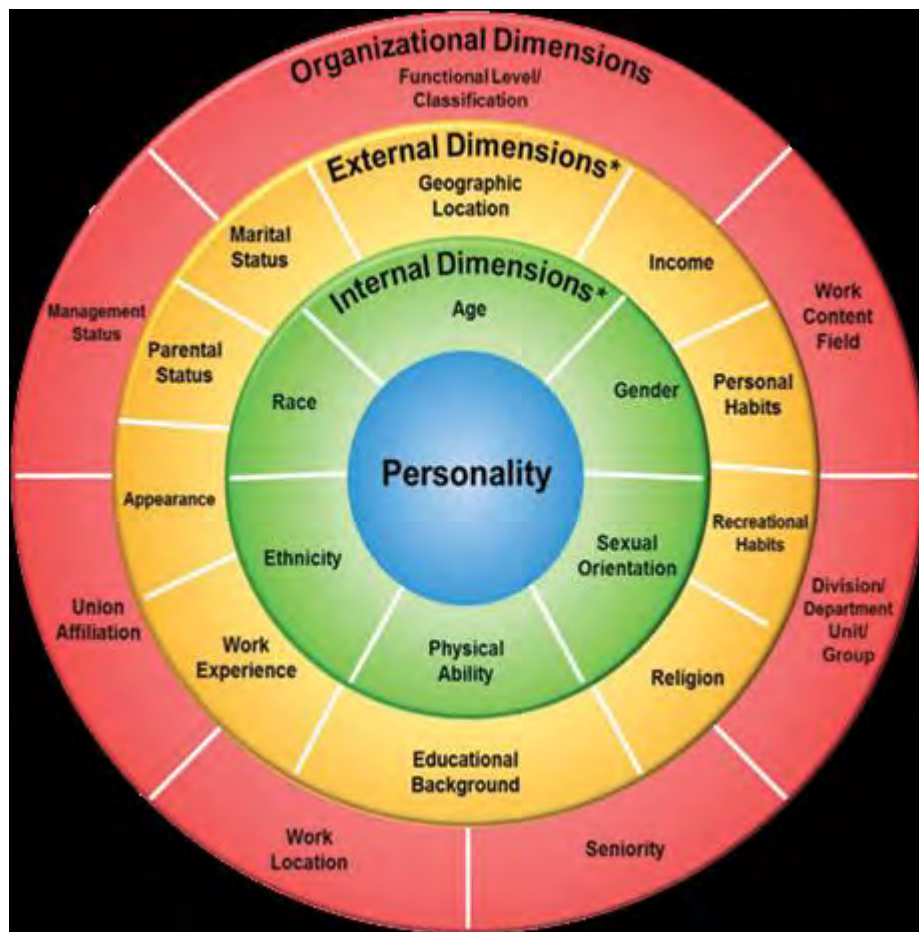 Organizational Dimensions
Functional Level/
Classification
Work
Content
Field
Division/
Department
Unit/
Group
Seniority
Work
Location
Union
Affiliation
Management
Status
External Dimensions*
Geographic
Location
Income
Personal
Habits
Recreational
Habits
Religion
Educational
Background
Work
Experience
Appearance
Parental
Status
Marital
Status
Internal Dimensions*
Age
Gender
Sexual
Orientation
Physical
Ability
Ethnicity
Race
Personality